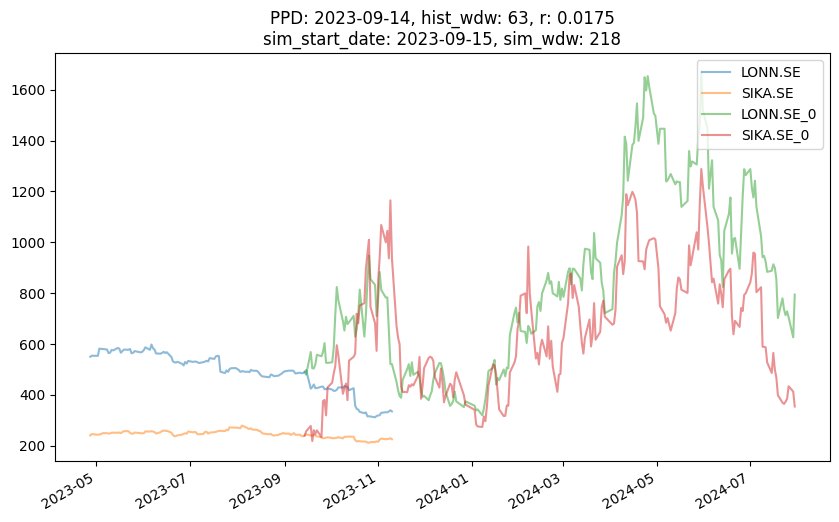 PPD: 2023-09-14, hist_wdw: 63, r: 0.0175
sim_start_date: 2023-09-15, sim_wdw: 218
LONN.SE
SIKA.SE
LONN.SE_0
SIKA.SE_0
1600
1400
1200
1000
800
600
400
200
2023-05
2023-07
2023-09
2023-11
2024-01
2024-03
2024-05
2024-07